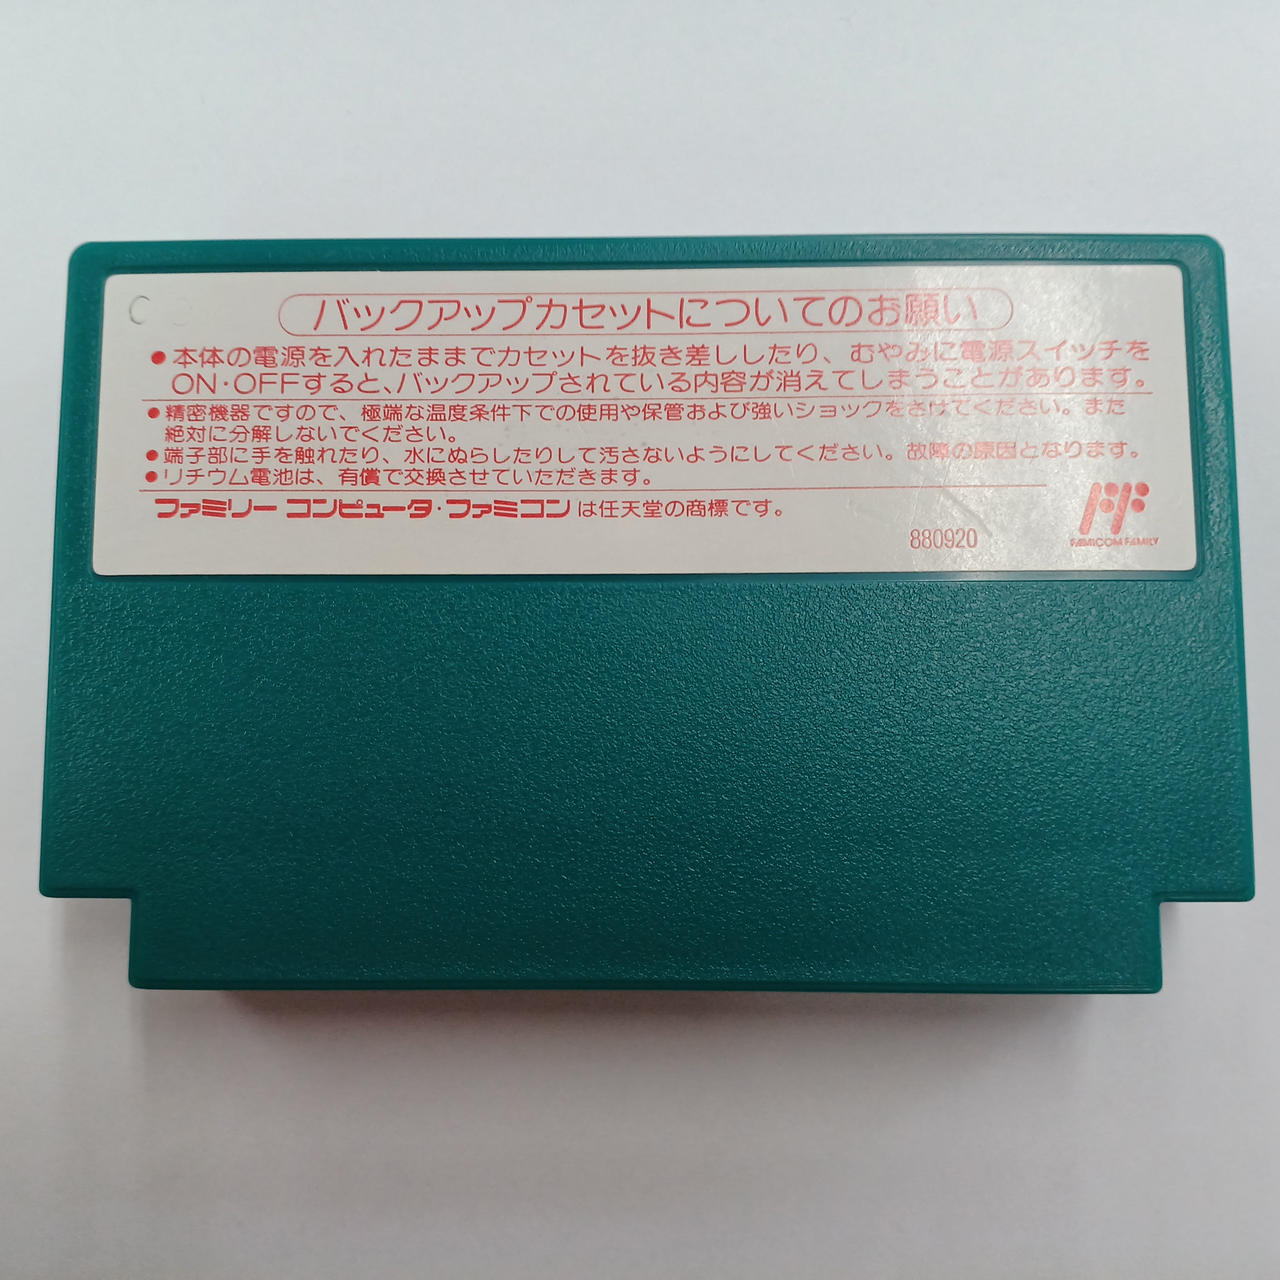 バックアップカセットについてのお願い
●本体の電源を入れたままでカセットを抜き差ししたり、むやみに電源スイッチを
ON・OFFすると、バックアップされている内容が消えてしまうことがあります。
●精密機器ですので、極端な温度条件下での使用や保管および強いショックをさけてください。また
絶対に分解しないでください。
●端子部に手を触れたり、水にぬらしたりして汚さないようにしてください。故障の原因となります。
●リチウム電池は、有償で交換させていただきます。
ファミリー コンピュータ・ファミコンは任天堂の商標です。
880920
FAMICOM FAMILY